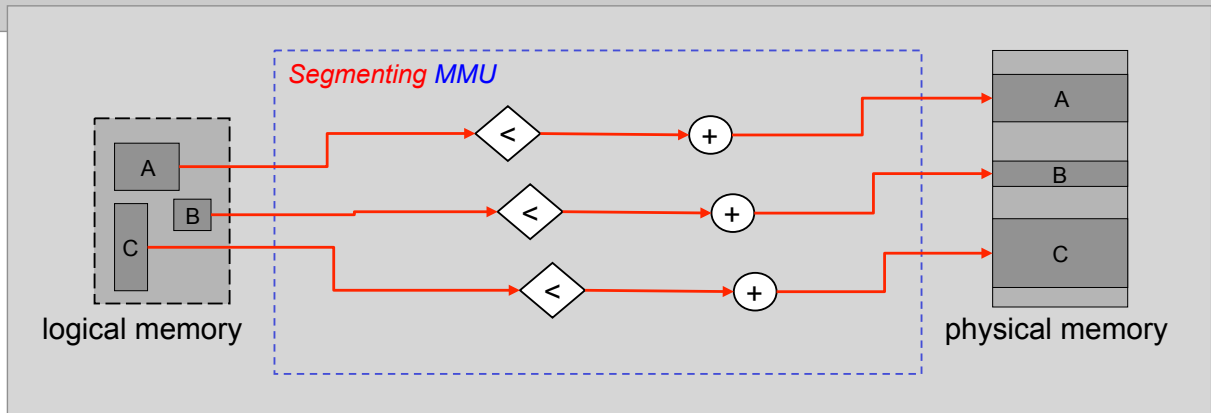 Segmenting MMU
A
B
C
<
+
<
+
<
+
A
B
C
logical memory
physical memory